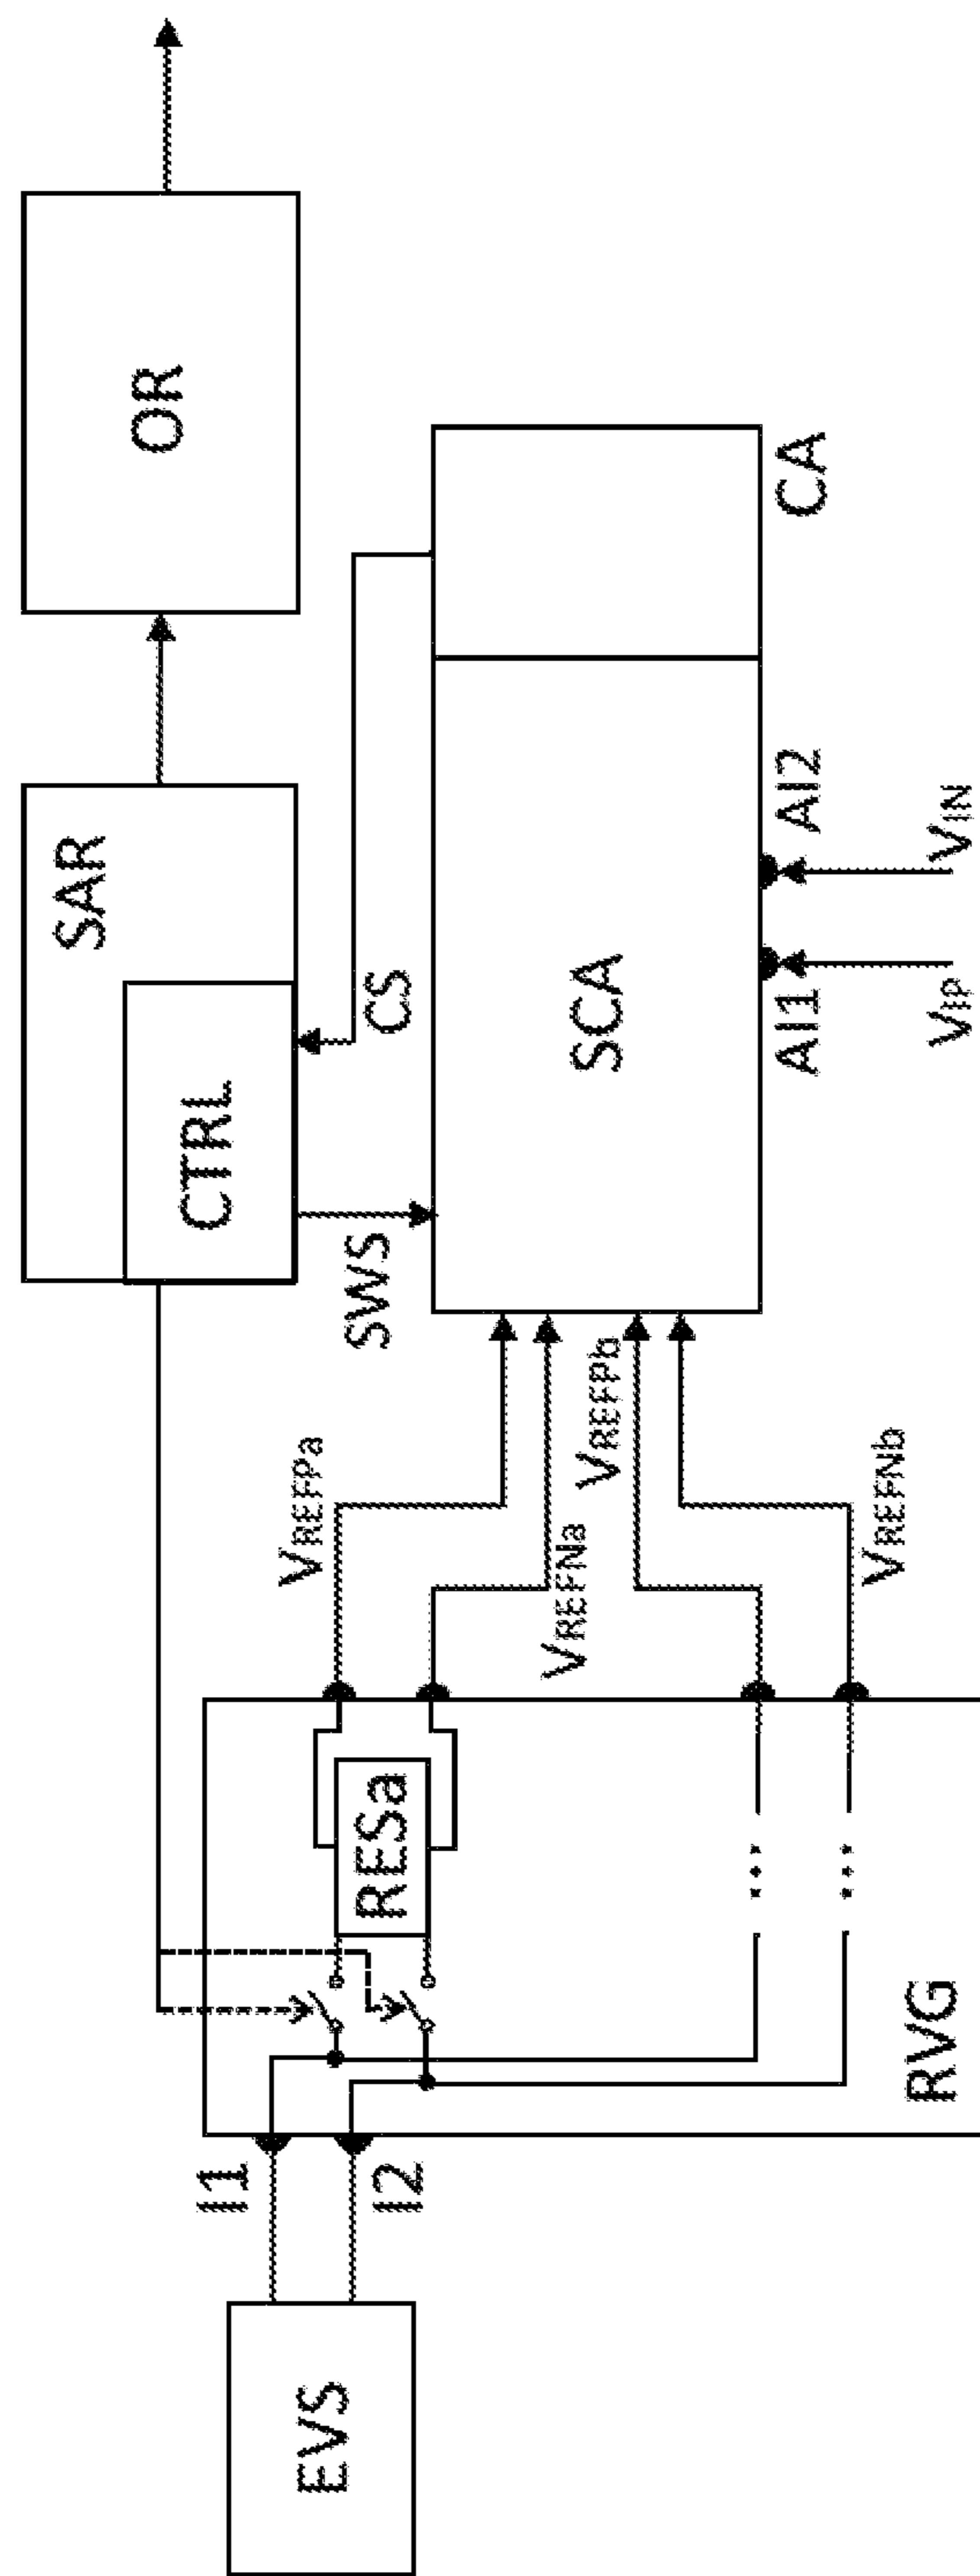 OR
SAR
CTRL
CS
SWS
CA
SCA
AI1
AI2
VIP
VIN
VREFPa
VREFNa
VREFPb
VREFNb
RESa
...
...
RVG
I1
I2
EVS